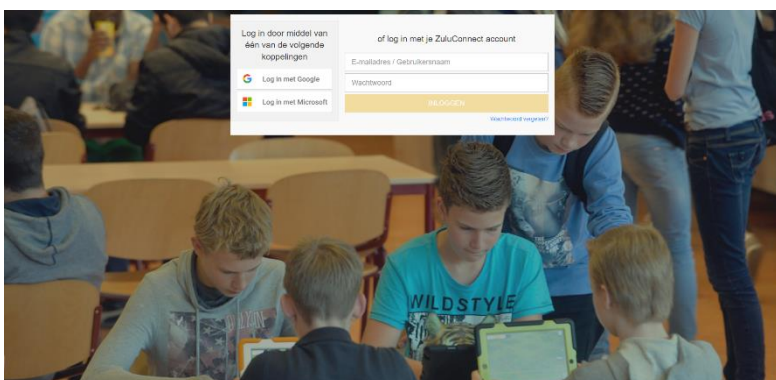 Log in door middel van
één van de volgende
koppelingen
Log in met Google
Log in met Microsoft
of log in met je ZuluConnect account
E-mailadres / Gebruikersnaam
Wachtwoord
INLOGGEN
Wachtwoord vergeten?
WILDSTYLE